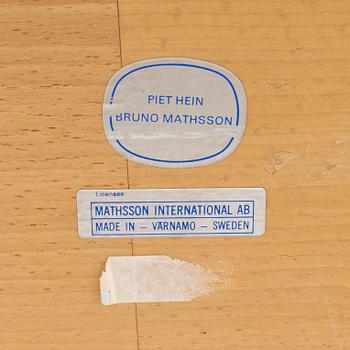 PIET HEIN
BRUNO MATHSSON
Licensee
MATHSSON INTERNATIONAL AB
MADE IN – VÄRNAMO – SWEDEN